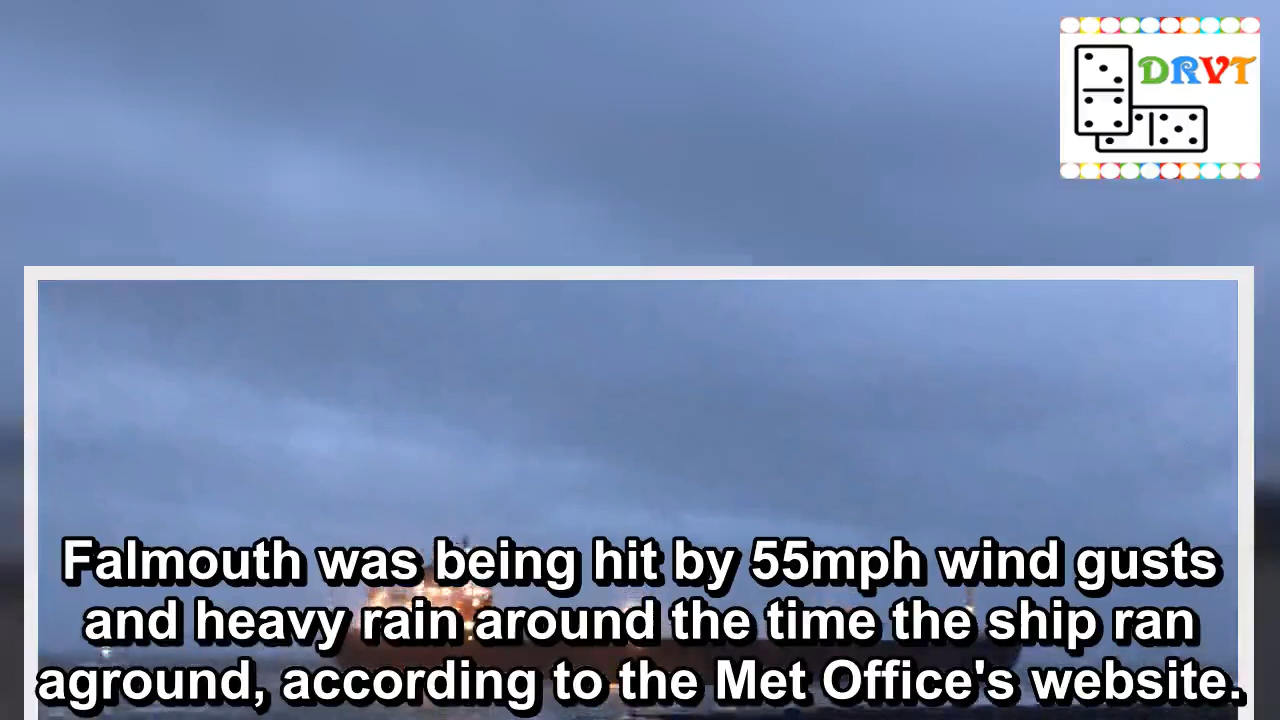 DRVT
Falmouth was being hit by 55mph wind gusts
and heavy rain around the time the ship ran
aground, according to the Met Office's website.